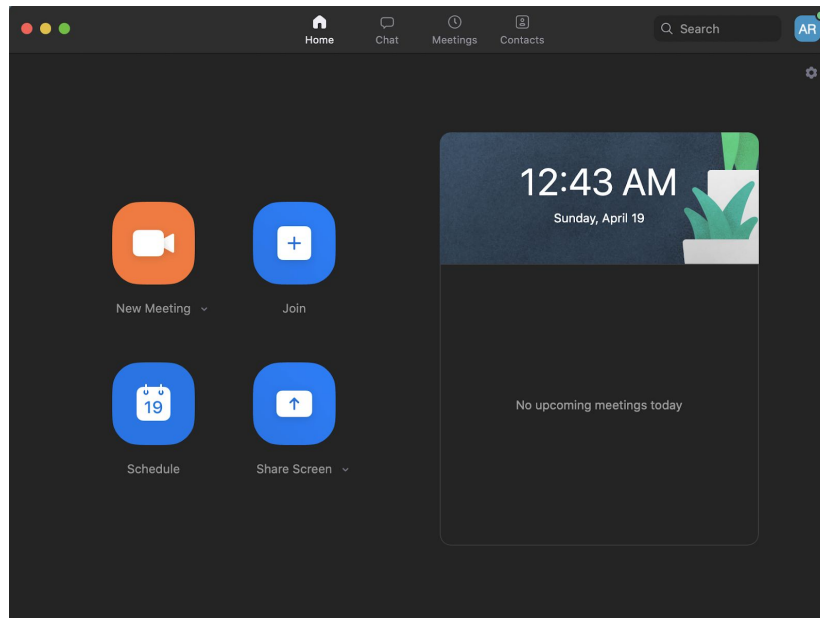 Home
Chat
Meetings
Contacts
Search
AR
12:43 AM
Sunday, April 19
New Meeting
Join
19
Schedule
Share Screen
No upcoming meetings today